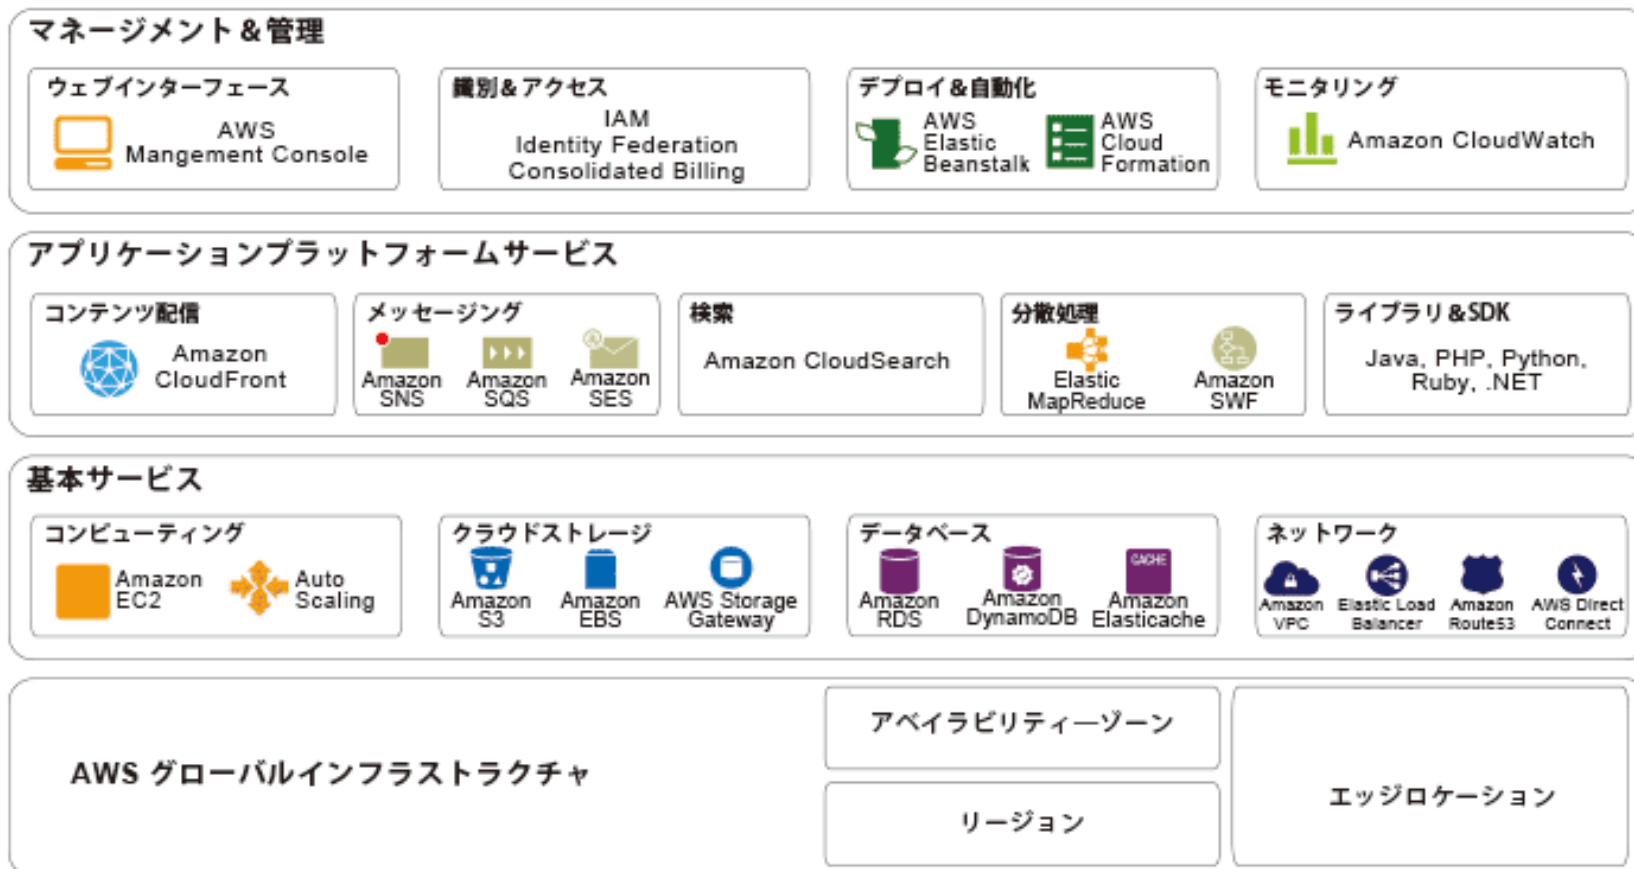 マネージメント＆管理
ウェブインターフェース
AWS
Mangement Console
識別＆アクセス
IAM
Identity Federation
Consolidated Billing
デプロイ＆自動化
AWS
Elastic
Beanstalk
AWS
Cloud
Formation
モニタリング
Amazon CloudWatch
アプリケーションプラットフォームサービス
コンテンツ配信
Amazon
CloudFront
メッセージング
Amazon
SNS
Amazon
SQS
@
Amazon
SES
検索
Amazon CloudSearch
分散処理
Elastic
MapReduce
Amazon
SWF
ライブラリ＆SDK
Java, PHP, Python,
Ruby, .NET
基本サービス
コンピューティング
Amazon
EC2
Auto
Scaling
クラウドストレージ
Amazon
S3
Amazon
EBS
AWS Storage
Gateway
データベース
Amazon
RDS
Amazon
DynamoDB
CACHE
Amazon
Elasticache
ネットワーク
Amazon
VPC
Elastic Load
Balancer
Amazon
Route53
AWS Direct
Connect
AWS グローバルインフラストラクチャ
アベイラビリティ―ゾーン
リージョン
エッジロケーション